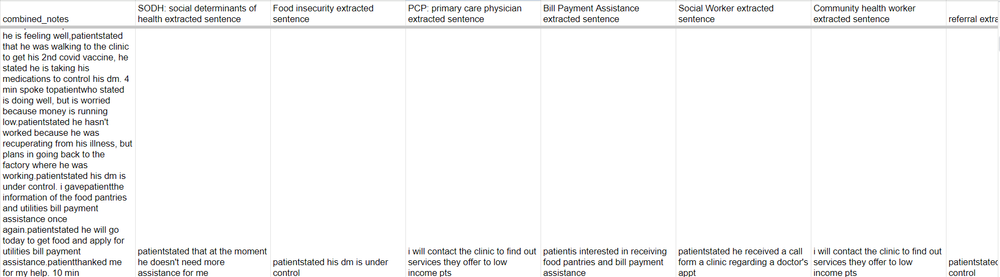 combined_notes
SODH: social determinants of
health extracted sentence
Food insecurity extracted
sentence
PCP: primary care physician
extracted sentence
Bill Payment Assistance
extracted sentence
Social Worker extracted
sentence
Community health worker
extracted sentence
referral extra
he is feeling well,patientstated
that he was walking to the clinic
to get his 2nd covid vaccine, he
stated he is taking his
medications to control his dm. 4
min spoke topatientwho stated
is doing well, but is worried
because money is running
low.patientstated he hasn't
worked because he was
recuperating from his illness, but
plans in going back to the
factory where he was
working.patientstated his dm is
under control. i gavepatientthe
information of the food pantries
and utilities bill payment
assistance once
again.patientstated he will go
today to get food and apply for
utilities bill payment
assistance.patientthanked me
for my help. 10 min
patientstated that at the moment
he doesn't need more
assistance for me
patientstated his dm is under
control
i will contact the clinic to find out
services they offer to low
income pts
patientis interested in receiving
food pantries and bill payment
assistance
patientstated he received a call
form a clinic regarding a doctor's
appt
i will contact the clinic to find out
services they offer to low
income pts
patientstated
control